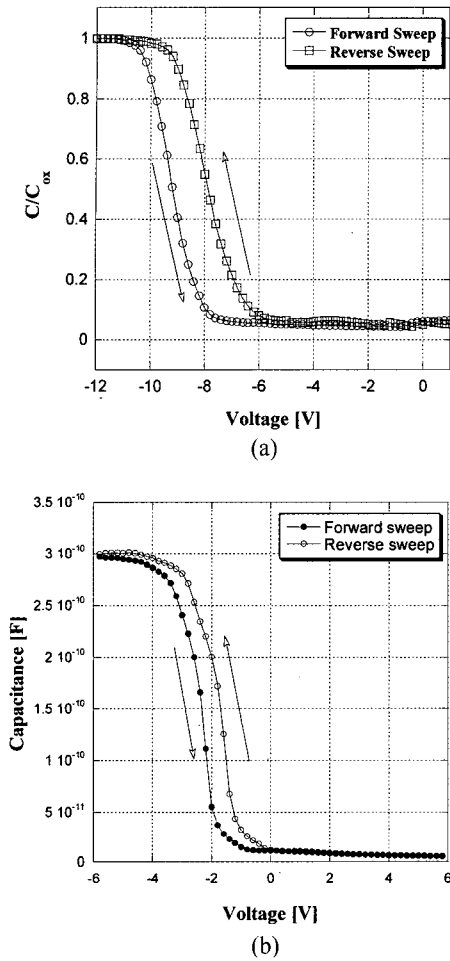 Forward Sweep
Reverse Sweep
1
0.8
0.6
0.4
0.2
0
C/Cox
-12 -10 -8 -6 -4 -2 0
Voltage [V]
(a)
3.5 10-10
3 10-10
2.5 10-10
2 10-10
1.5 10-10
1 10-10
5 10-11
0
Capacitance [F]
Forward sweep
Reverse sweep
-6 -4 -2 0 2 4 6
Voltage [V]
(b)